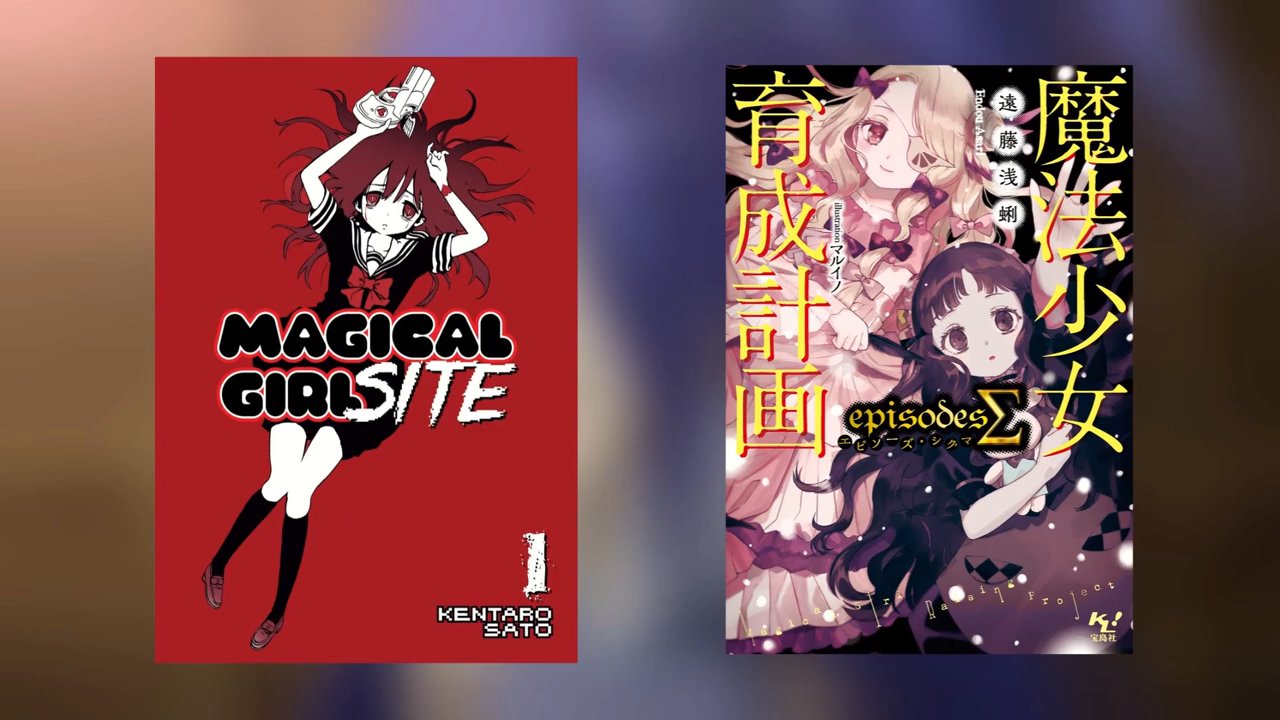 MAGICAL
GIRL SITE
1
KENTARO
SATO
魔法少女
育成計画
遠藤浅蜊
Endou Asari
illustration マルイノ
episodesΣ
エピソーズ・シグマ
Magical Girl Raising Project
KL!
宝島社